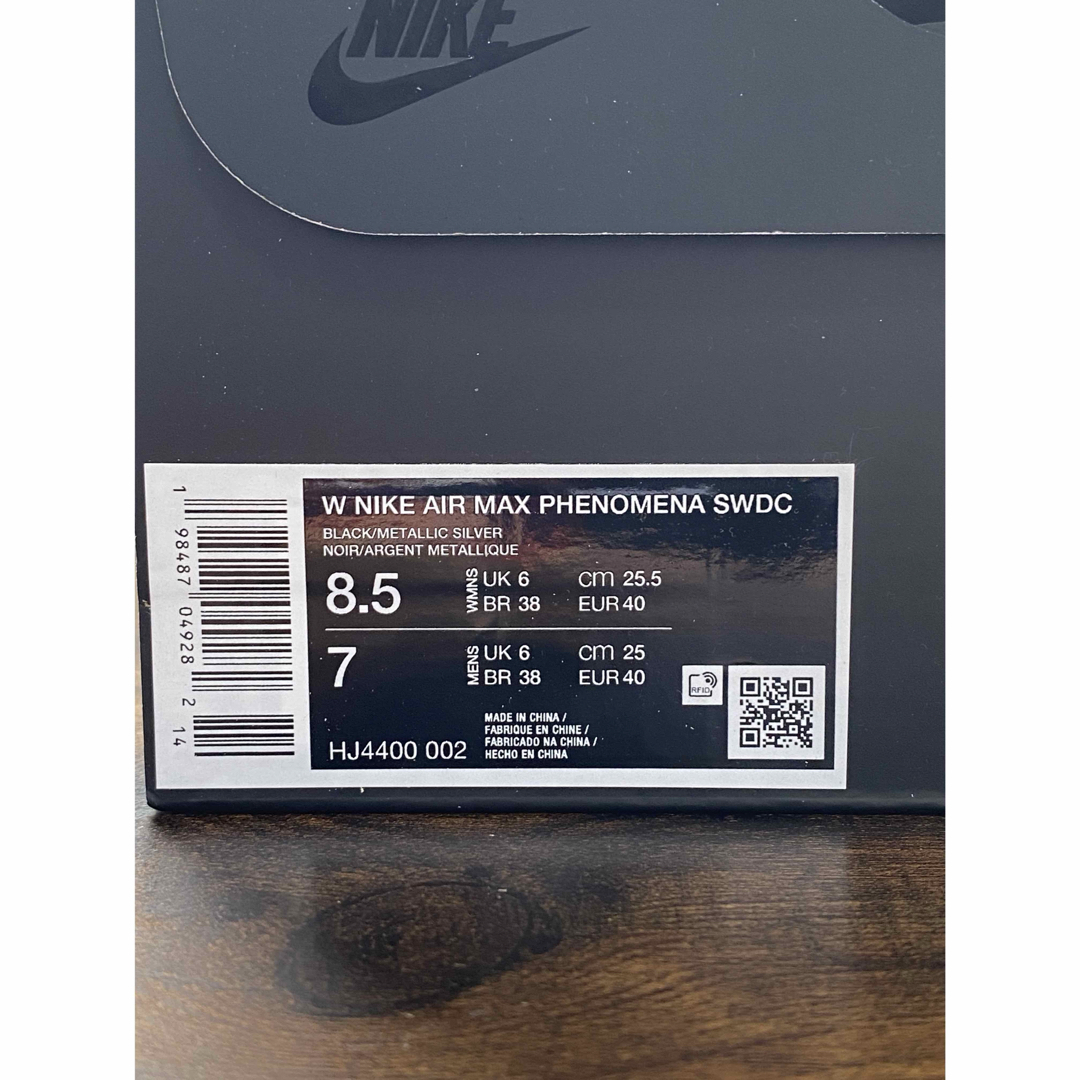 NIKE
W NIKE AIR MAX PHENOMENA SWDC
BLACK/METALLIC SILVER
NOIR/ARGENT METALLIQUE
8.5
WMNS
UK 6 cm 25.5
BR 38 EUR 40
7
MENS
UK 6 cm 25
BR 38 EUR 40
RFID
HJ4400 002
MADE IN CHINA /
FABRIQUE EN CHINE /
FABRICADO NA CHINA /
HECHO EN CHINA
1 98487 04928 2 14